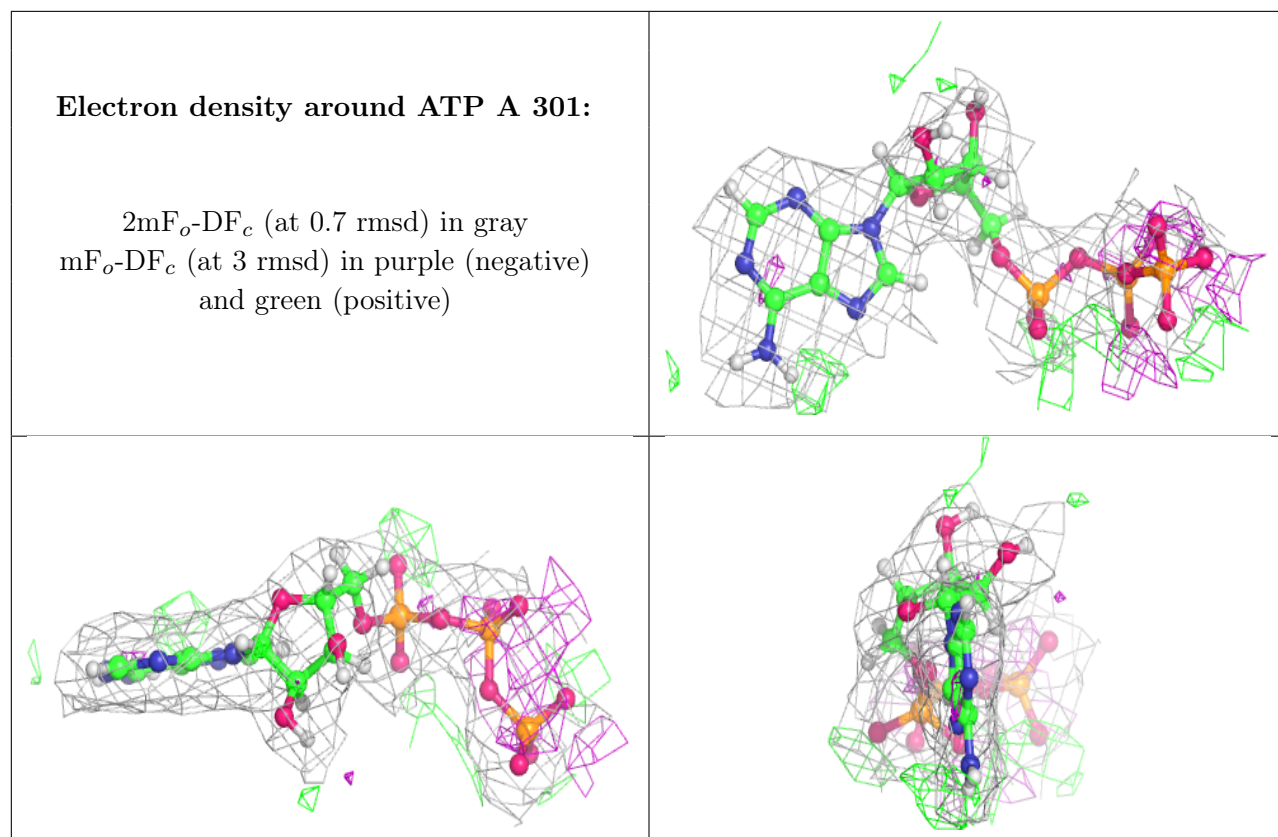 Electron density around ATP A 301:
2mFₒ-DF𝒸 (at 0.7 rmsd) in gray
mFₒ-DF𝒸 (at 3 rmsd) in purple (negative)
and green (positive)